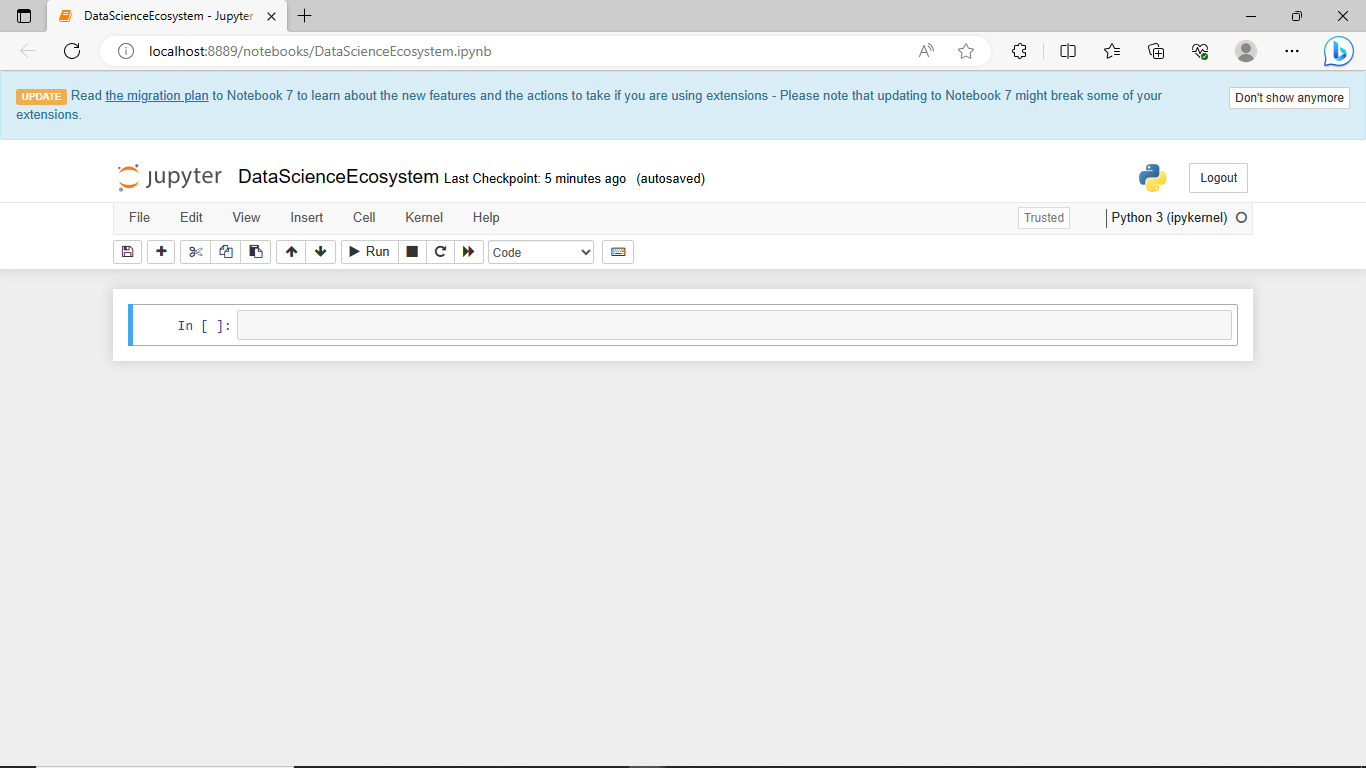 DataScienceEcosystem - Jupyter
localhost:8889/notebooks/DataScienceEcosystem.ipynb
UPDATE Read the migration plan to Notebook 7 to learn about the new features and the actions to take if you are using extensions - Please note that updating to Notebook 7 might break some of your
extensions.
Don't show anymore
jupyter DataScienceEcosystem Last Checkpoint: 5 minutes ago (autosaved)
Logout
File Edit View Insert Cell Kernel Help
Trusted
Python 3 (ipykernel)
Run
Code
In [ ]: